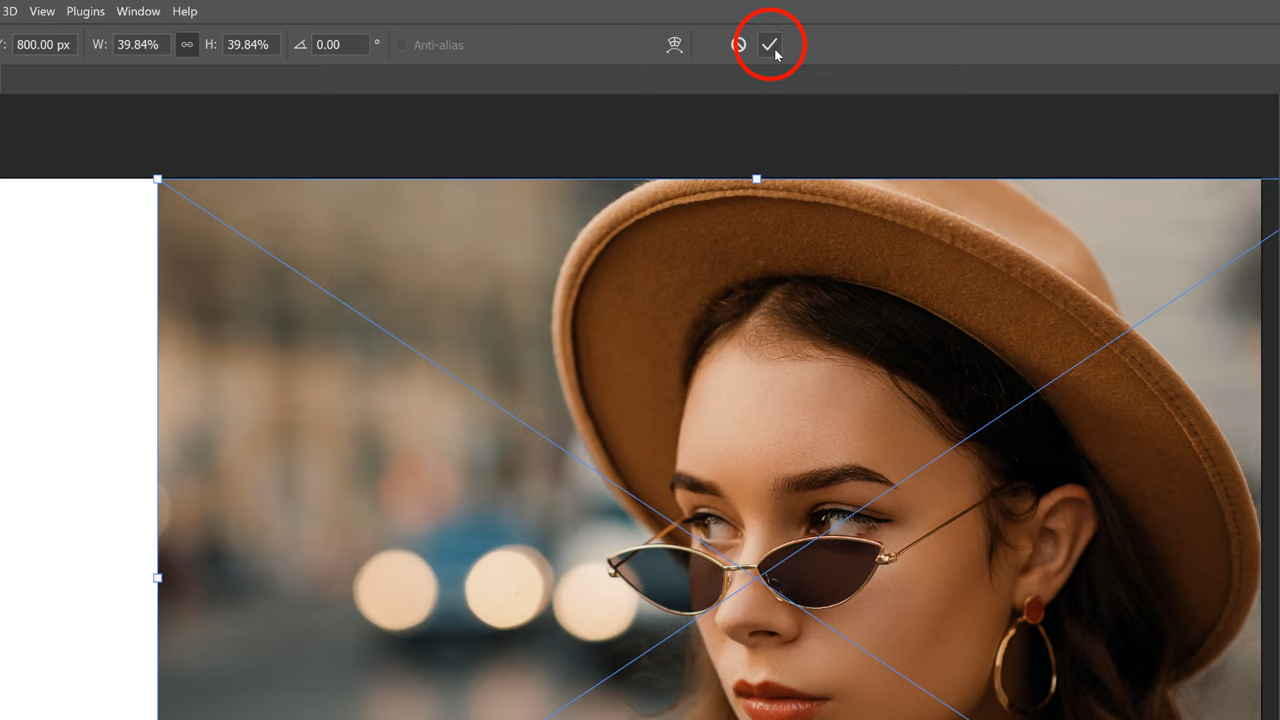 3D View Plugins Window Help
Y: 800.00 px W: 39.84% H: 39.84% 0.00 ° Anti-alias